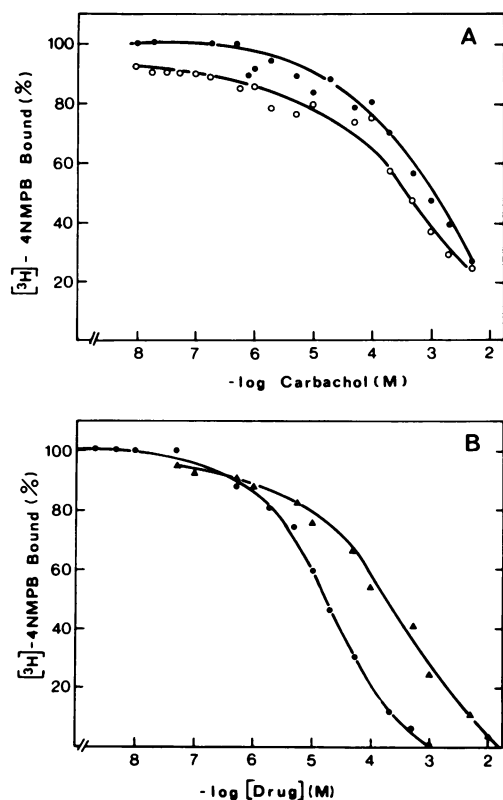 A
[³H]- 4NMPB Bound (%)
100
80
60
40
20
8 7 6 5 4 3 2
-log Carbachol (M)
B
[³H]-4NMPB Bound (%)
100
80
60
40
20
8 7 6 5 4 3 2
-log [Drug] (M)